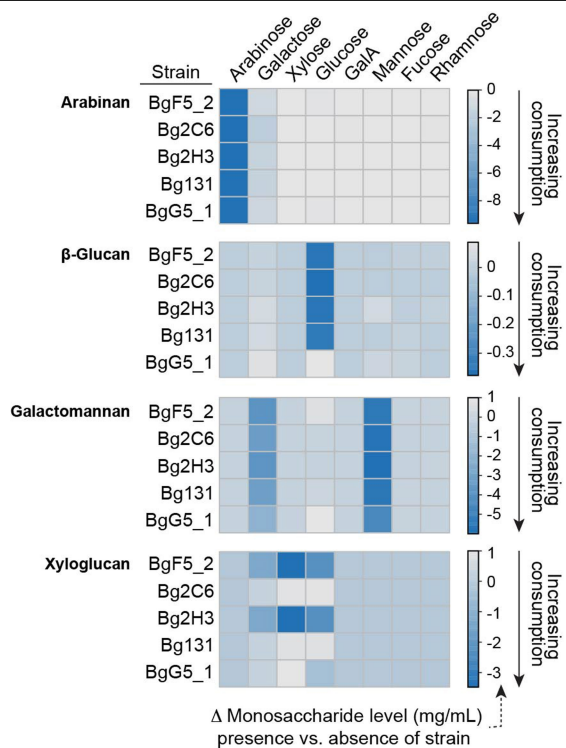 Strain
Arabinose
Galactose
Xylose
Glucose
GalA
Mannose
Fucose
Rhamnose
Arabinan
BgF5_2
Bg2C6
Bg2H3
Bg131
BgG5_1
0
-2
-4
-6
-8
Increasing
consumption
β-Glucan
BgF5_2
Bg2C6
Bg2H3
Bg131
BgG5_1
0
-0.1
-0.2
-0.3
Increasing
consumption
Galactomannan
BgF5_2
Bg2C6
Bg2H3
Bg131
BgG5_1
1
0
-1
-2
-3
-4
-5
Increasing
consumption
Xyloglucan
BgF5_2
Bg2C6
Bg2H3
Bg131
BgG5_1
1
0
-1
-2
-3
Increasing
consumption
Δ Monosaccharide level (mg/mL)
presence vs. absence of strain